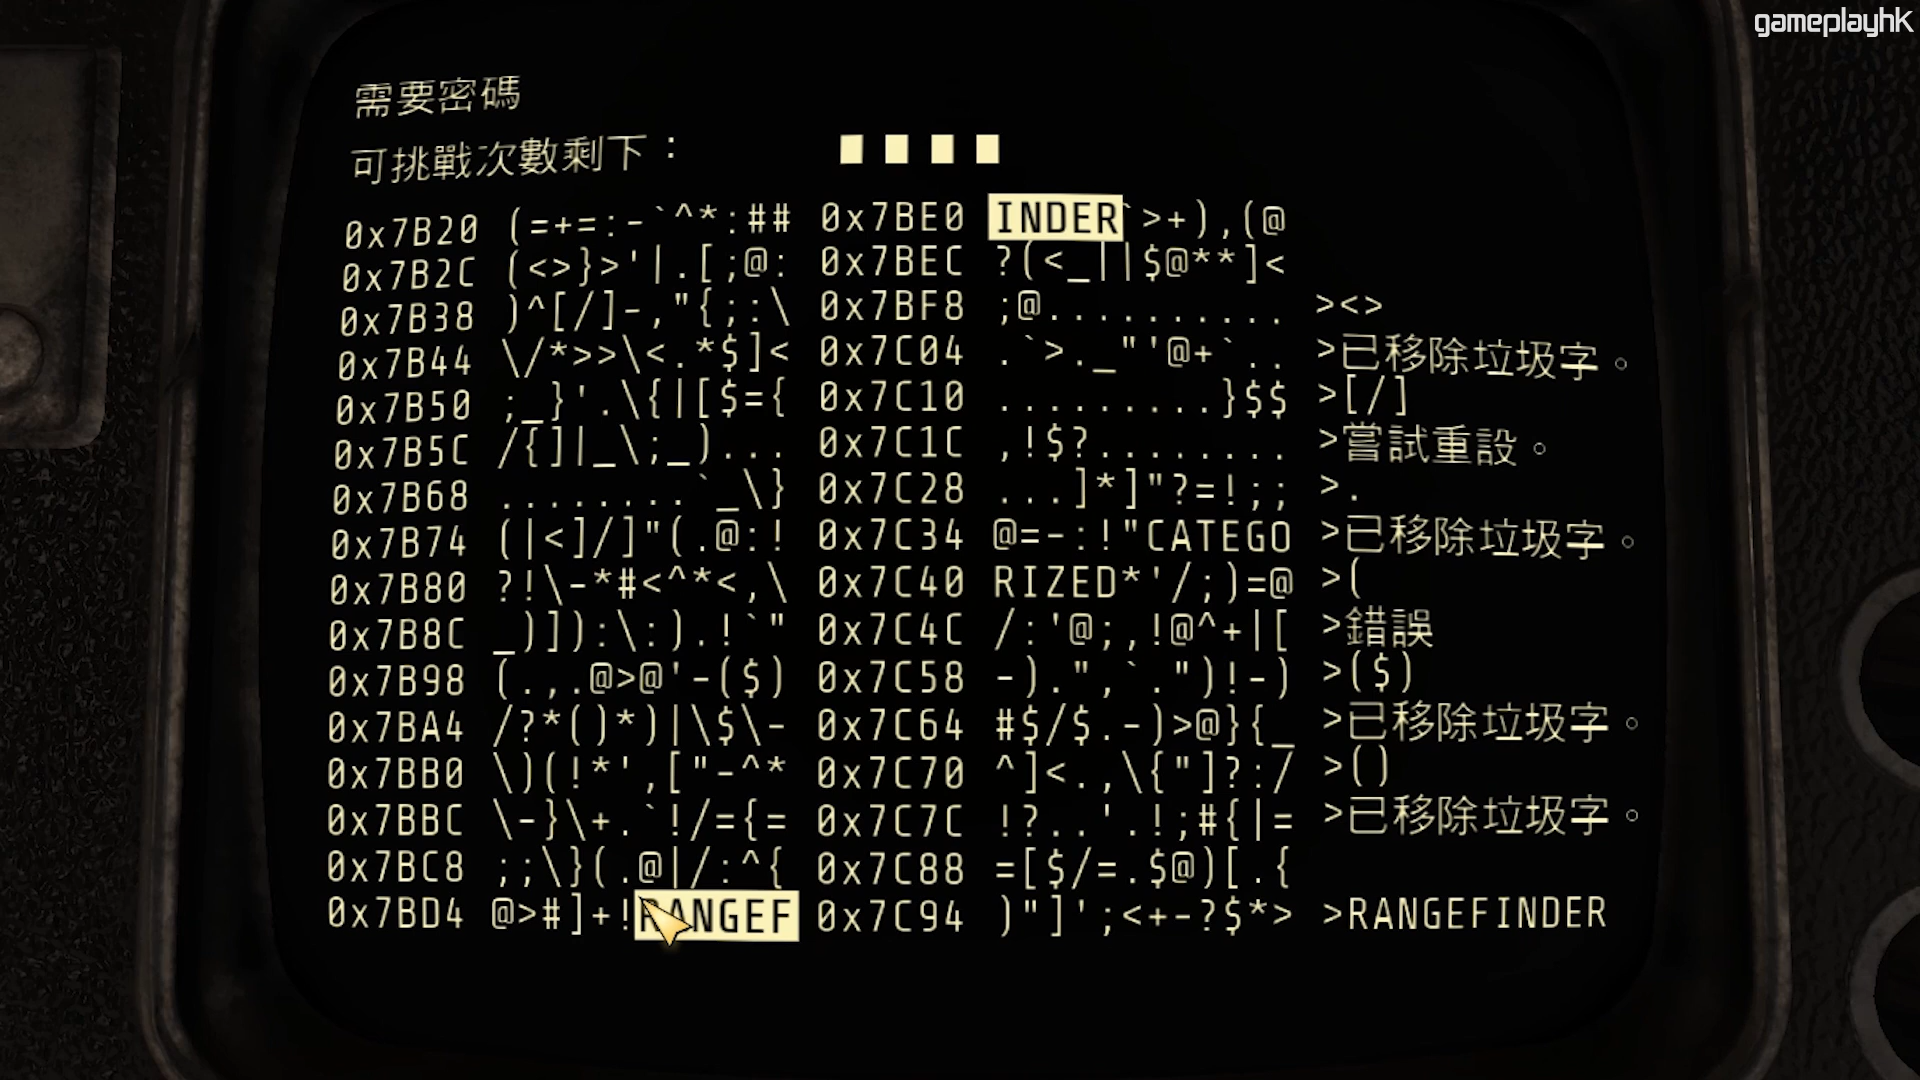 gameplayhk
需要密碼
可挑戰次數剩下：
0x7B20 (=+=:-`^*:## 0x7BE0 INDER`>+),(@
0x7B2C (<>}>'|.[;@: 0x7BEC ?(<_||$@**]<
0x7B38 )^[/]-,"{;:\ 0x7BF8 ;@.......... ><>
0x7B44 \/*>>\<.*$]< 0x7C04 .`>._"'@+`.. >已移除垃圾字。
0x7B50 ;_}'.\{|[$={ 0x7C10 .........}$$ >[/]
0x7B5C /{]|_\;_)... 0x7C1C ,!$?........ >嘗試重設。
0x7B68 ........`_\} 0x7C28 ...]*]"?=!;; >.
0x7B74 (|<]/]"(.@:! 0x7C34 @=-:!"CATEGO >已移除垃圾字。
0x7B80 ?!\-*#<^*<,\ 0x7C40 RIZED*'/;)=@ >(
0x7B8C _)]):\:).!`" 0x7C4C /:'@;,!@^+|[ >錯誤
0x7B98 (.,.@>@'-($) 0x7C58 -).",`.")!-) >($)
0x7BA4 /?*()*)|\$\- 0x7C64 #$/$.-)>@}{_ >已移除垃圾字。
0x7BB0 \)(!*',["-^* 0x7C70 ^]<.,\{"]?:/ >()
0x7BBC \-}\+.`!/={= 0x7C7C !?..'.!;#{|= >已移除垃圾字。
0x7BC8 ;;\}(.@|/:^{ 0x7C88 =[$/=.$@)[.{
0x7BD4 @>#]+!RANGEF 0x7C94 )"]';<+-?$*> >RANGEFINDER